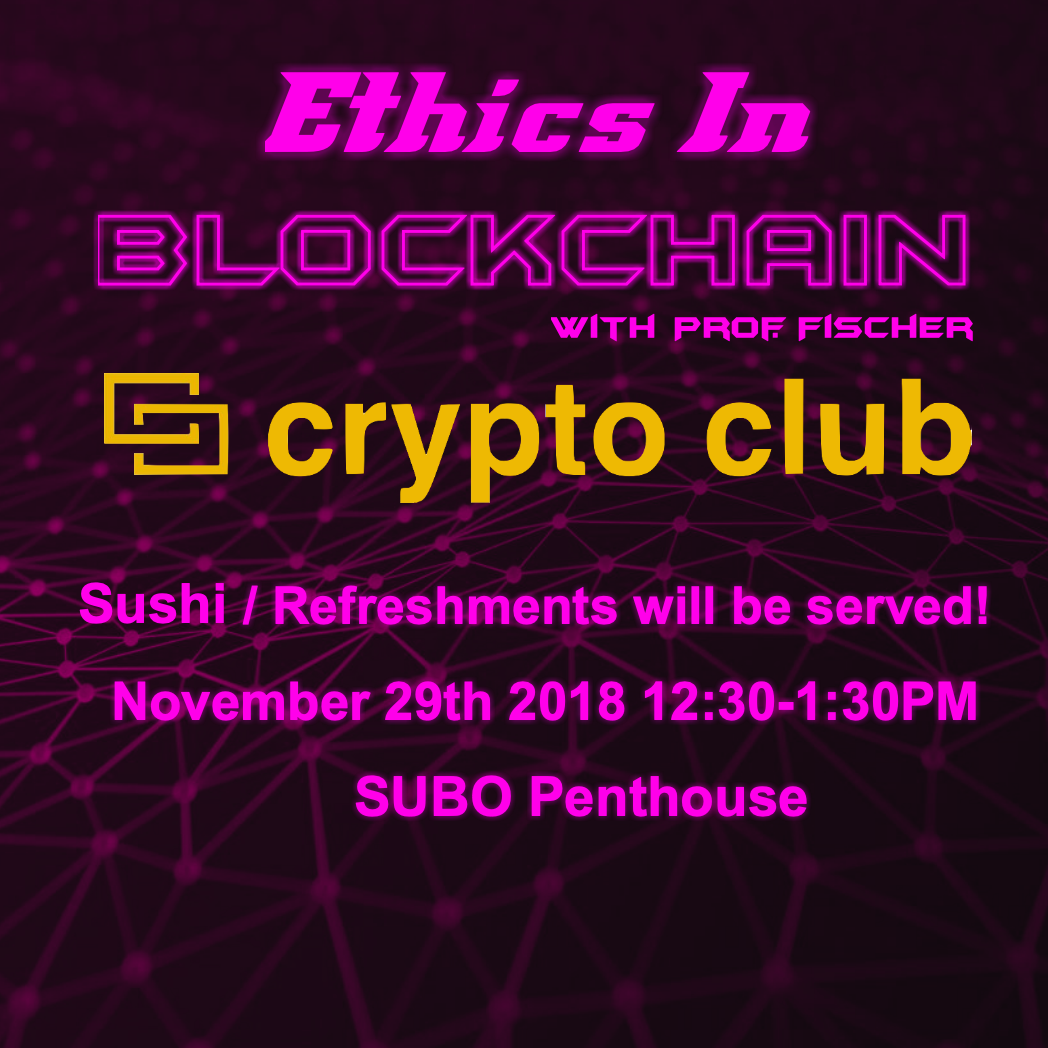 Ethics In
BLOCKCHAIN
WITH PROF. FISCHER
crypto club
Sushi / Refreshments will be served!
November 29th 2018 12:30-1:30PM
SUBO Penthouse